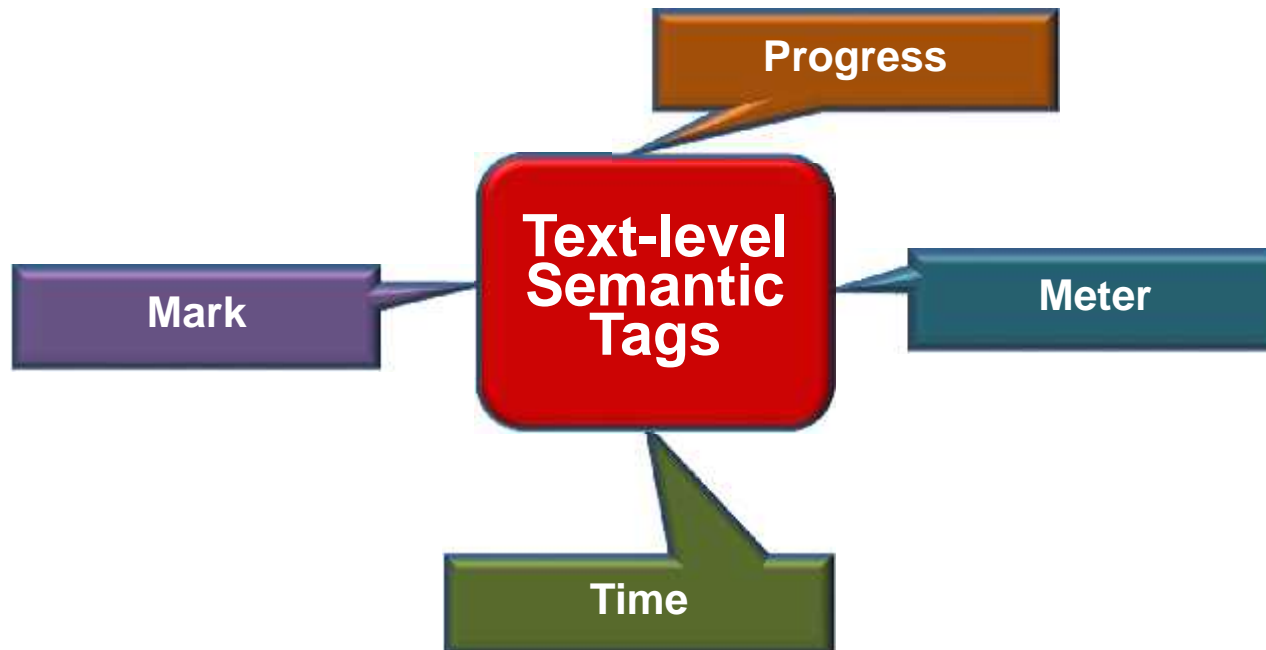 Progress
Text-level
Semantic
Tags
Mark
Meter
Time